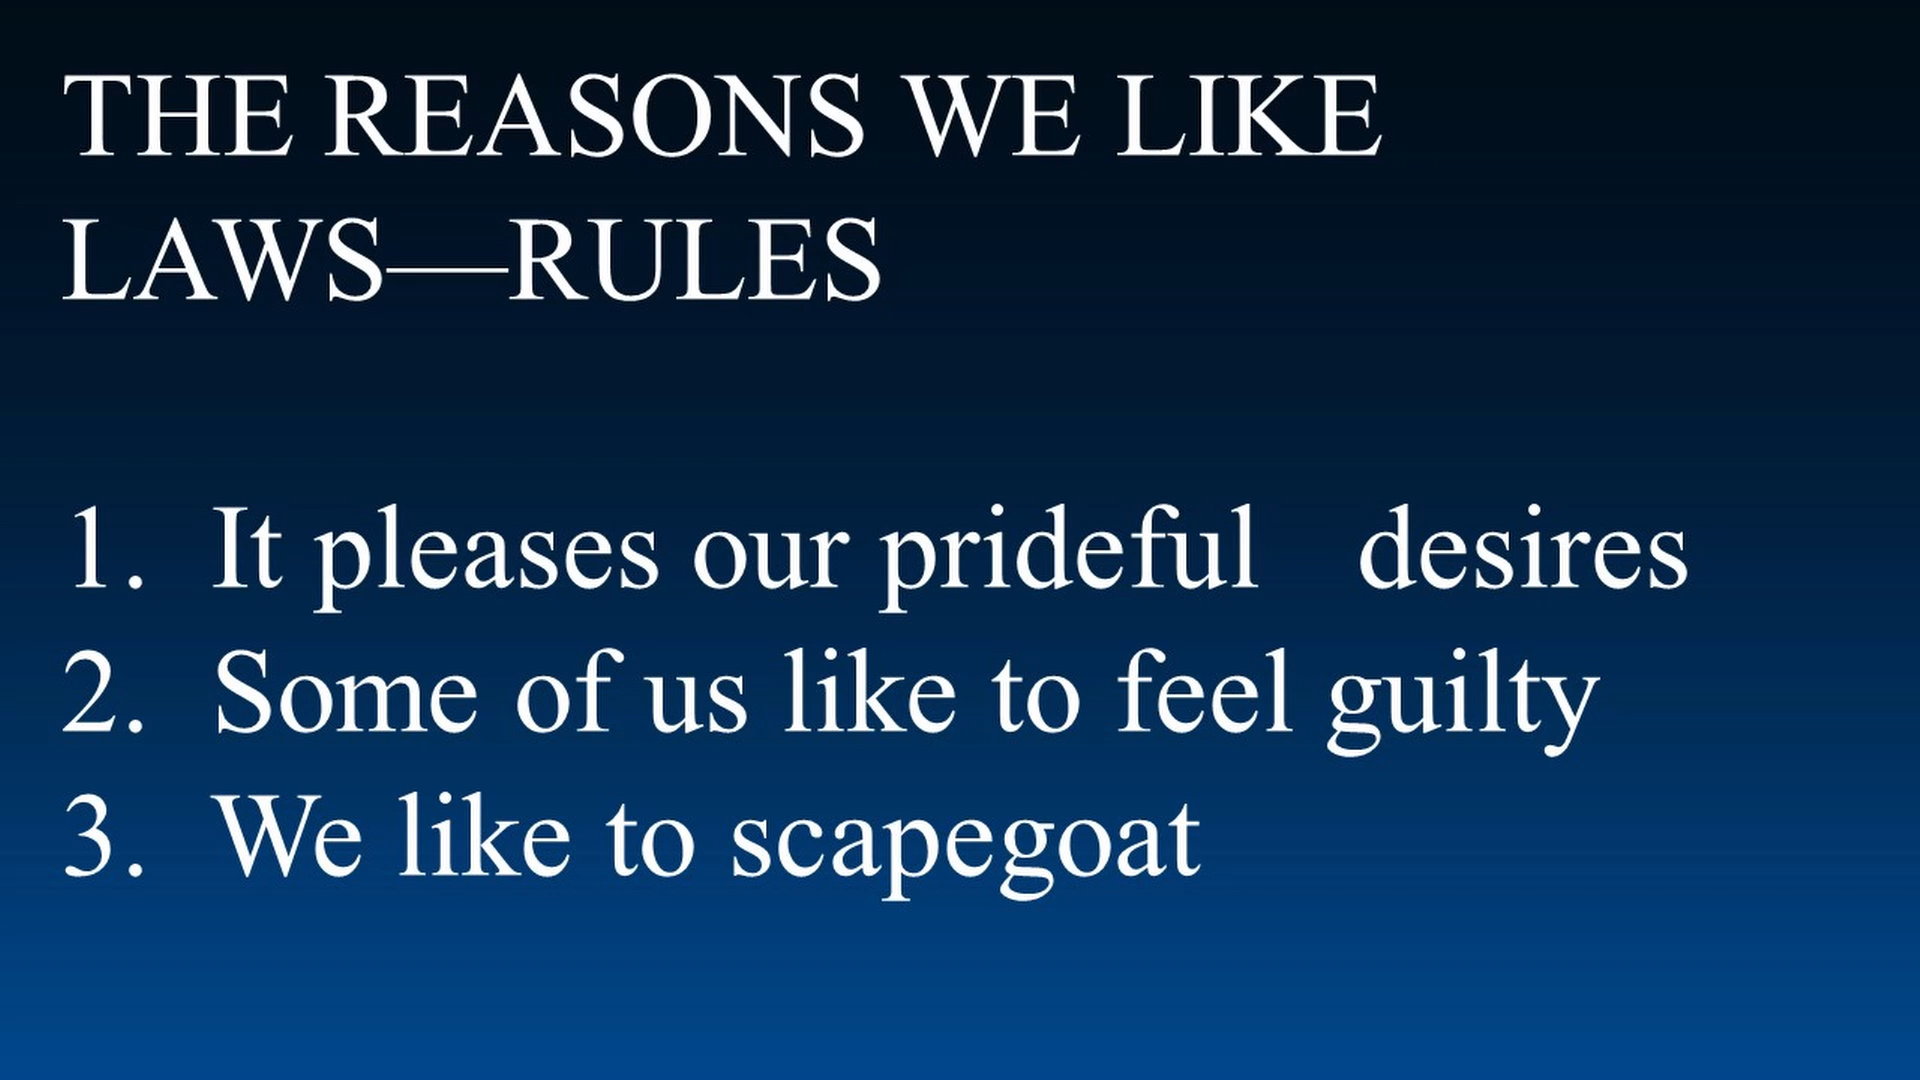 THE REASONS WE LIKE
LAWS—RULES
1. It pleases our prideful desires
2. Some of us like to feel guilty
3. We like to scapegoat